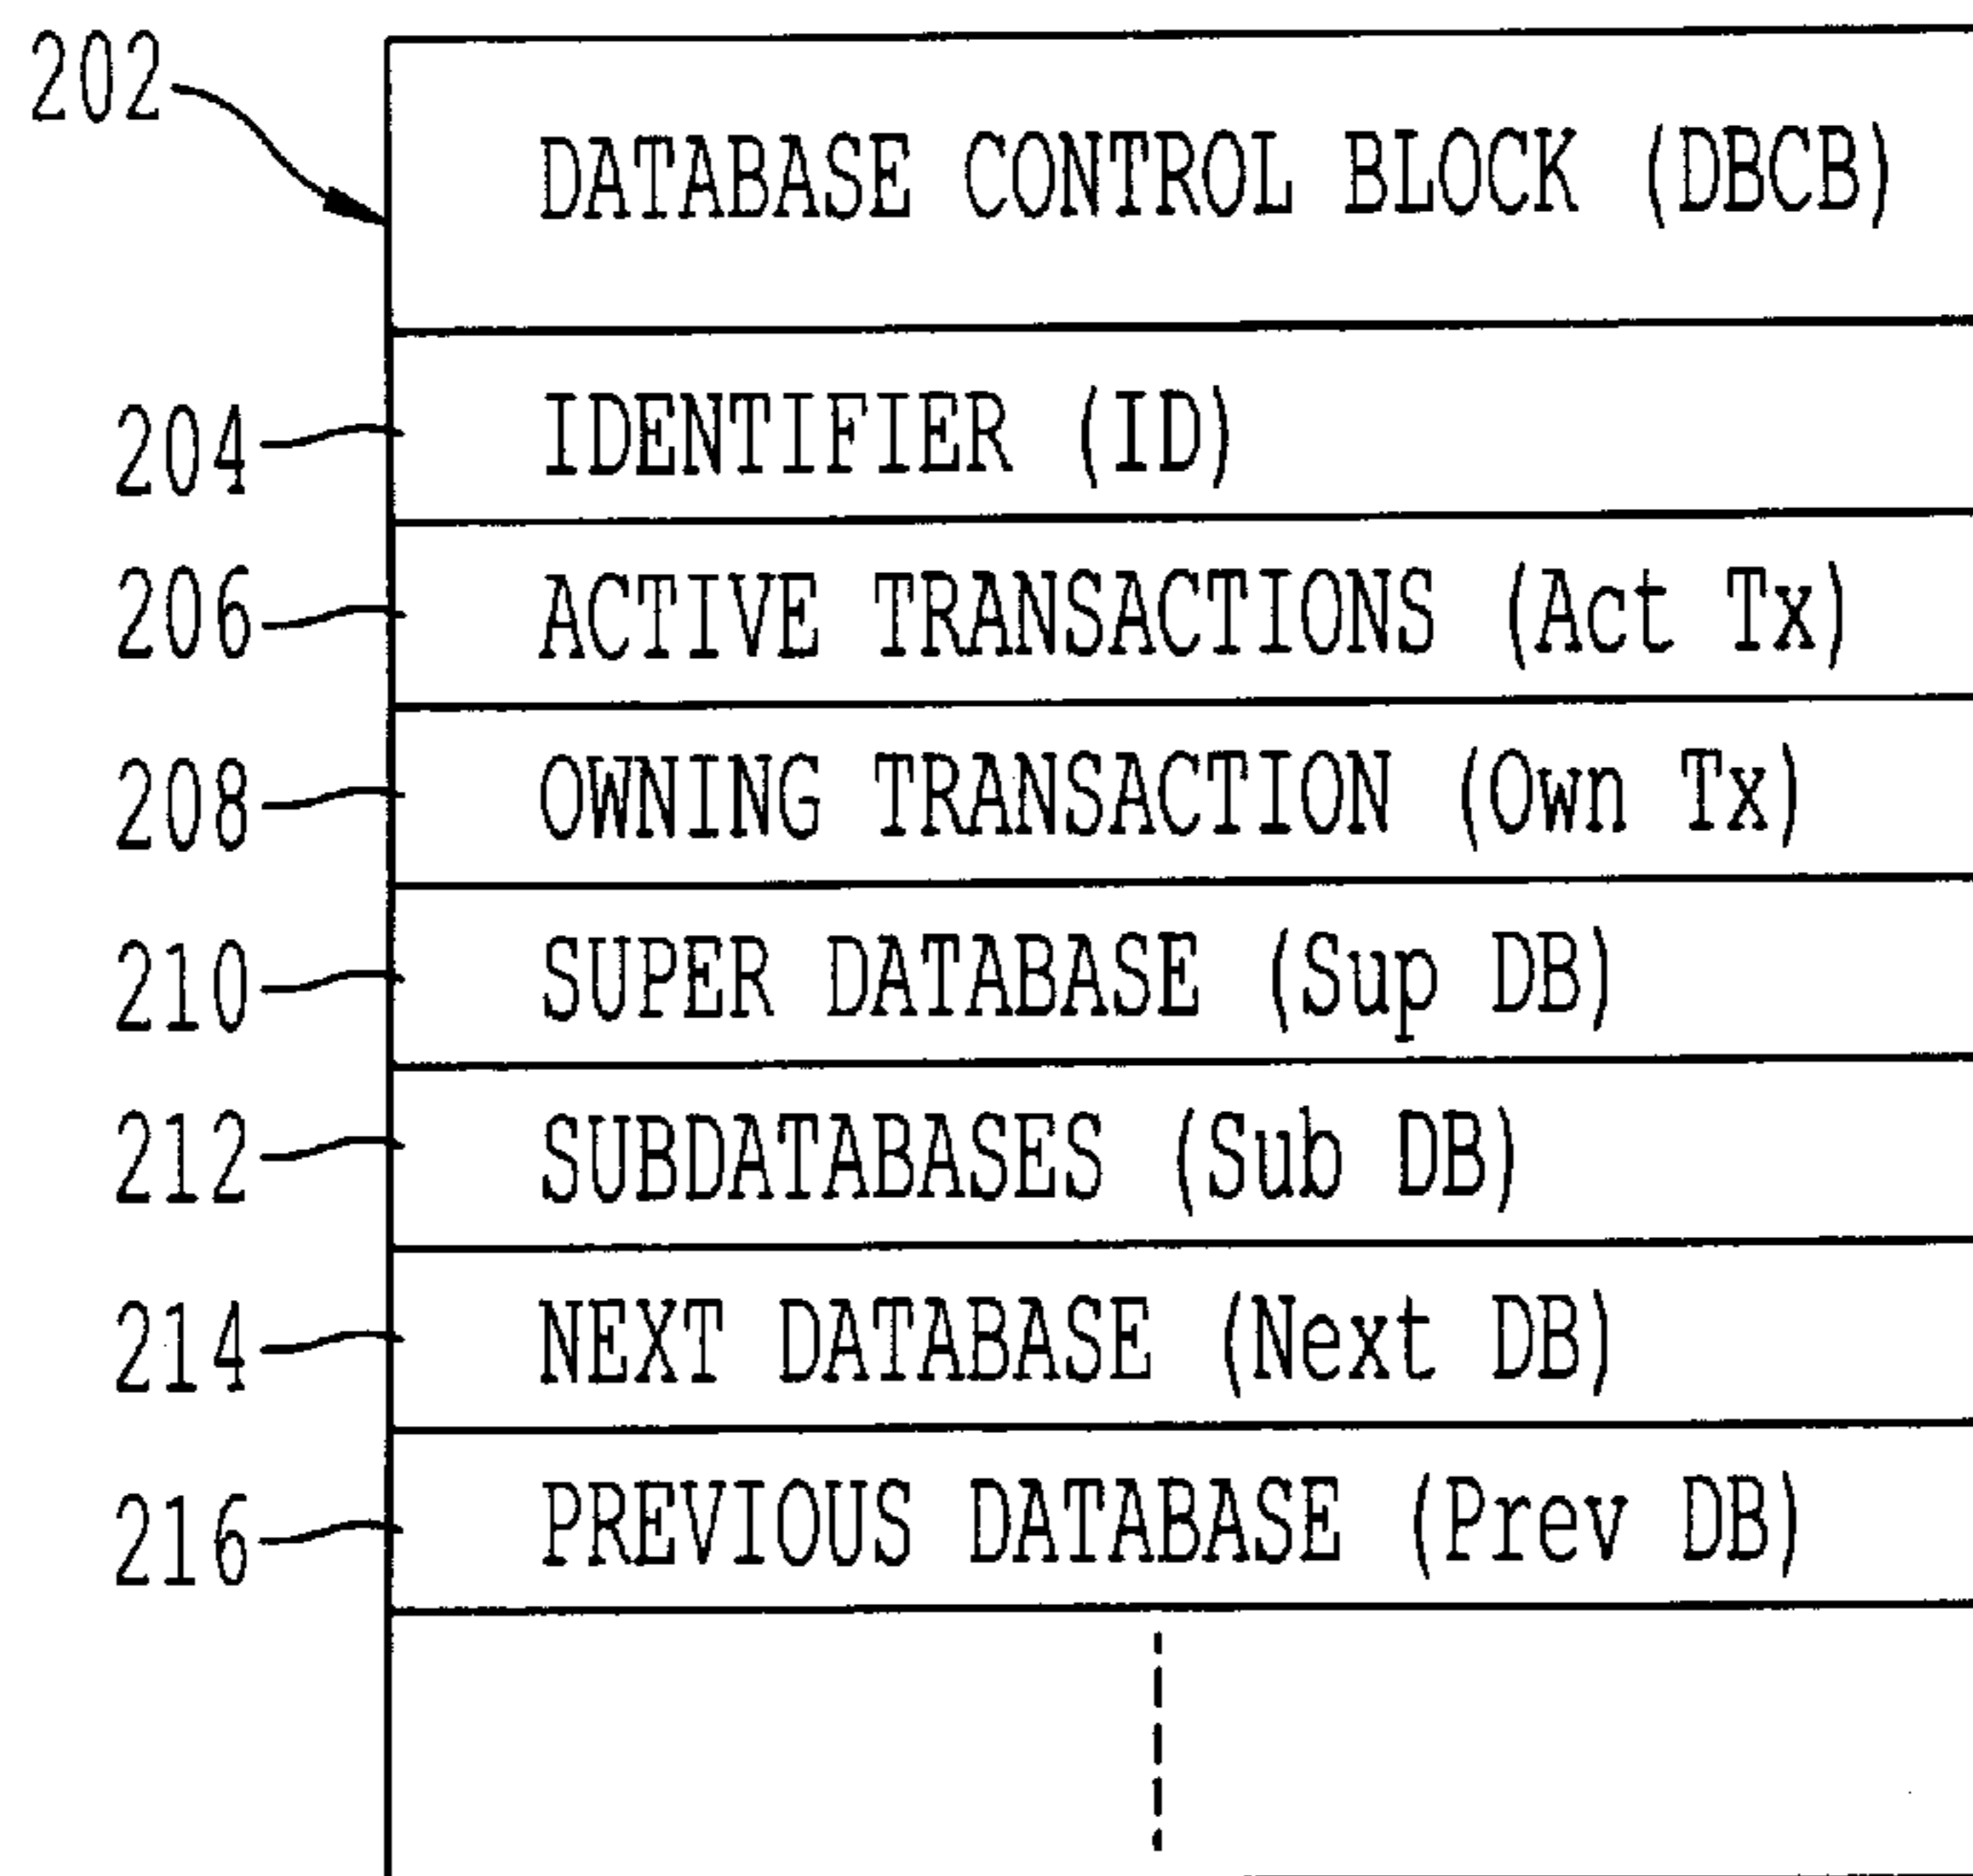 202 DATABASE CONTROL BLOCK (DBCB)
204 IDENTIFIER (ID)
206 ACTIVE TRANSACTIONS (Act Tx)
208 OWNING TRANSACTION (Own Tx)
210 SUPER DATABASE (Sup DB)
212 SUBDATABASES (Sub DB)
214 NEXT DATABASE (Next DB)
216 PREVIOUS DATABASE (Prev DB)